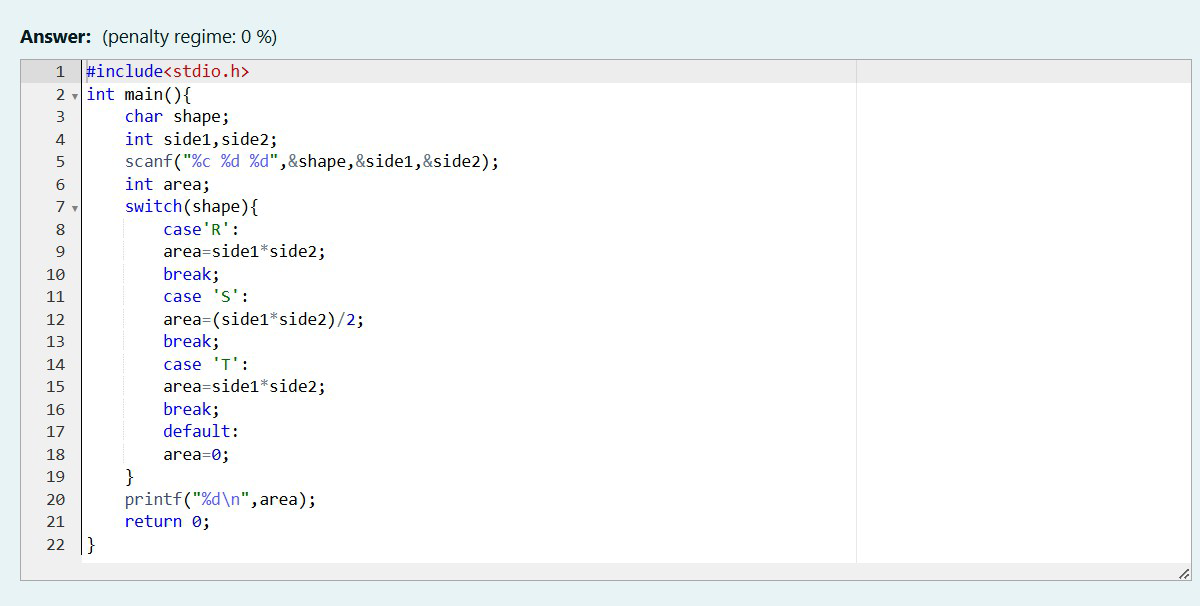 Answer: (penalty regime: 0 %)
1 #include<stdio.h>
2 int main(){
3     char shape;
4     int side1,side2;
5     scanf("%c %d %d",&shape,&side1,&side2);
6     int area;
7     switch(shape){
8         case'R':
9         area=side1*side2;
10         break;
11         case 'S':
12         area=(side1*side2)/2;
13         break;
14         case 'T':
15         area=side1*side2;
16         break;
17         default:
18         area=0;
19     }
20     printf("%d\n",area);
21     return 0;
22 }